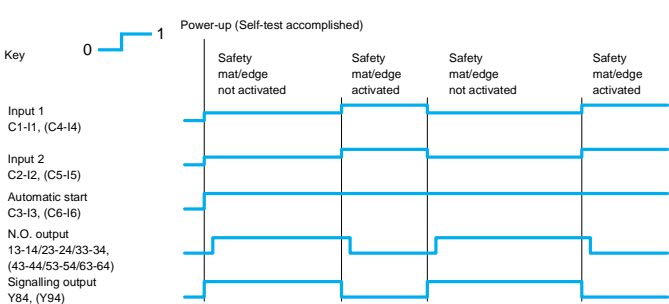 Power-up (Self-test accomplished)
Key
0
1
Safety
mat/edge
not activated
Safety
mat/edge
activated
Safety
mat/edge
not activated
Safety
mat/edge
activated
Input 1
C1-I1, (C4-I4)
Input 2
C2-I2, (C5-I5)
Automatic start
C3-I3, (C6-I6)
N.O. output
13-14/23-24/33-34,
(43-44/53-54/63-64)
Signalling output
Y84, (Y94)